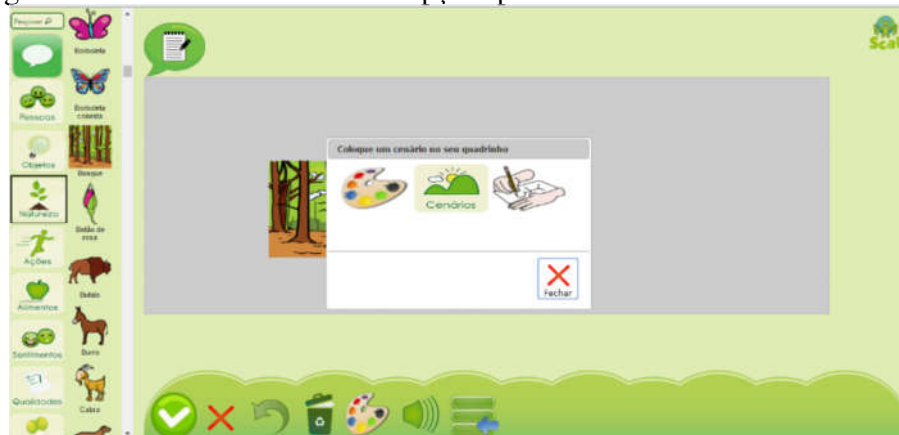 Pesquisar
Borboleta
Borboleta
colorida
Pessoas
Objetos
Bosque
Natureza
Botão de
rosa
Ações
Búfalo
Alimentos
Burro
Sentimentos
Qualidades
Cabra
Coloque um cenário no seu quadrinho
Cenários
Fechar
Scala